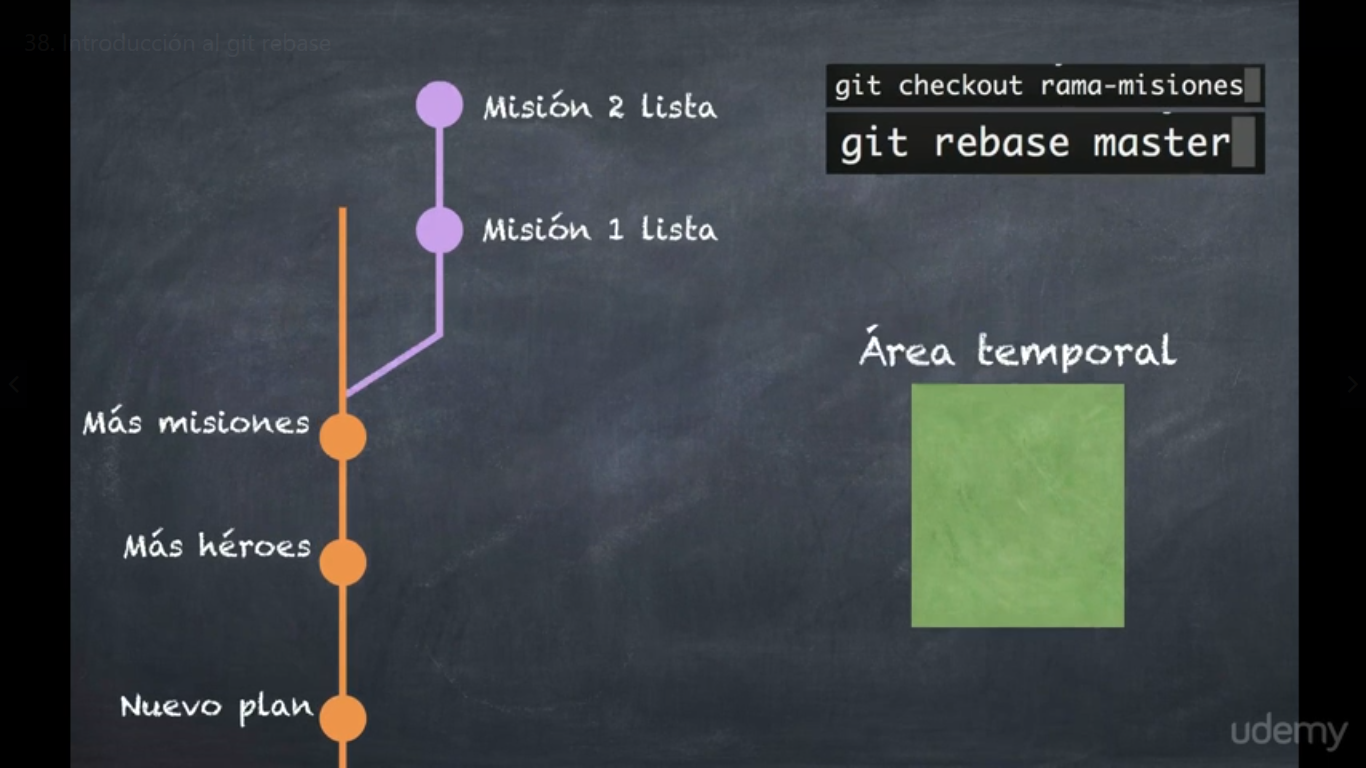 38. Introducción al git rebase
Misión 2 lista
git checkout rama-misiones
git rebase master
Misión 1 lista
Área temporal
Más misiones
Más héroes
Nuevo plan
udemy